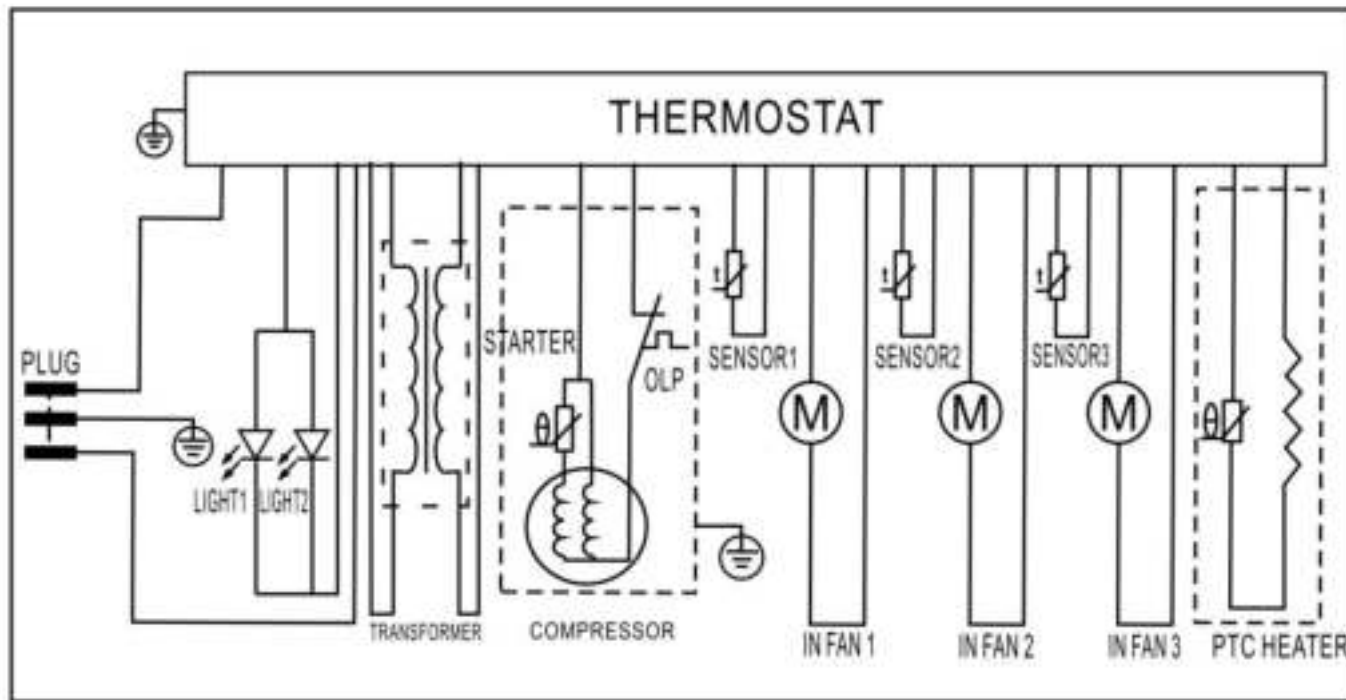 THERMOSTAT
PLUG
LIGHT1 LIGHT2
TRANSFORMER
STARTER
θ
OLP
COMPRESSOR
t
SENSOR1
M
IN FAN 1
t
SENSOR2
M
IN FAN 2
t
SENSOR3
M
IN FAN 3
θ
PTC HEATER